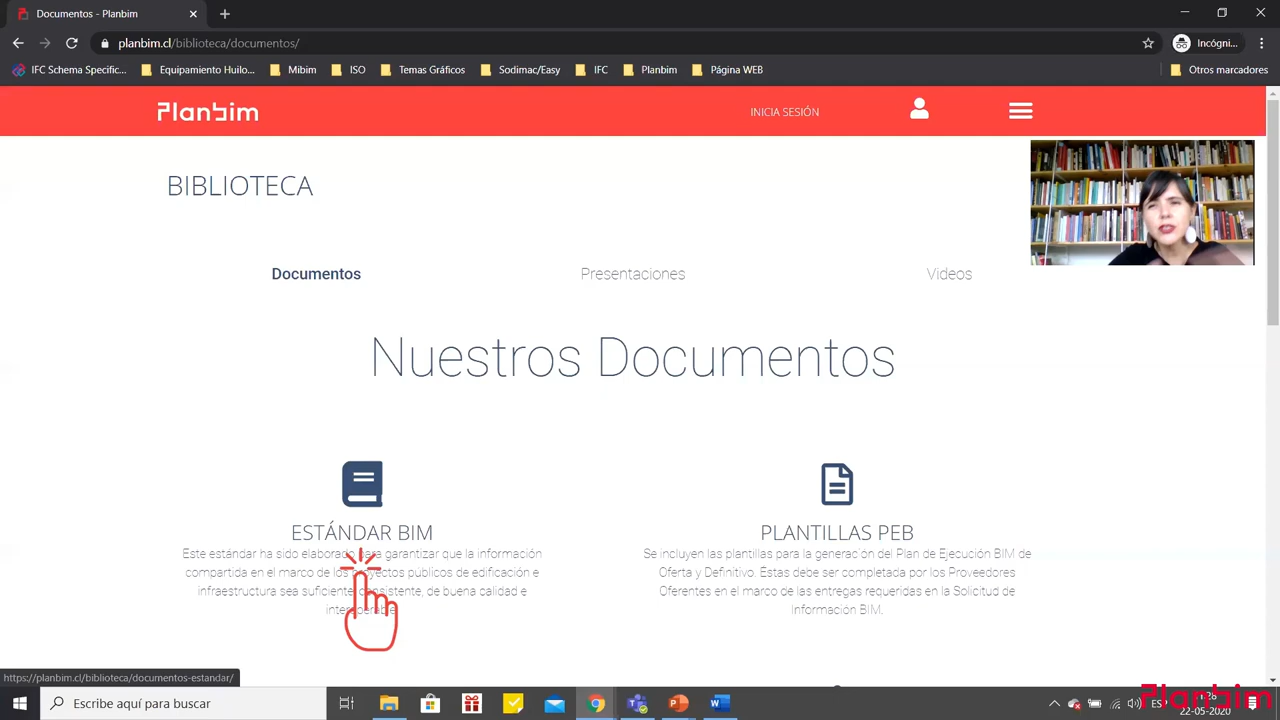 Documentos - Planbim
planbim.cl/biblioteca/documentos/
Incógni...
IFC Schema Specific...
Equipamiento Huilo...
Mibim
ISO
Temas Gráficos
Sodimac/Easy
IFC
Planbim
Página WEB
Otros marcadores
Planbim
INICIA SESIÓN
BIBLIOTECA
Documentos
Presentaciones
Videos
Nuestros Documentos
ESTÁNDAR BIM
Este estándar ha sido elaborado para garantizar que la información
compartida en el marco de los proyectos públicos de edificación e
infraestructura sea suficiente, consistente, de buena calidad e
interoperable.
PLANTILLAS PEB
Se incluyen las plantillas para la generación del Plan de Ejecución BIM de
Oferta y Definitivo. Éstas debe ser completada por los Proveedores
Oferentes en el marco de las entregas requeridas en la Solicitud de
Información BIM.
https://planbim.cl/biblioteca/documentos-estandar/
Escribe aquí para buscar
22-05-2020
Planbim